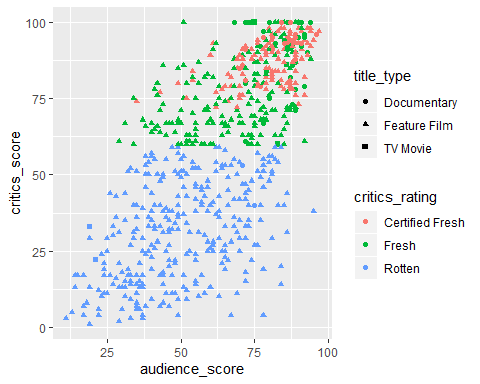 100
75
50
25
0
critics_score
25
50
75
100
audience_score
title_type
Documentary
Feature Film
TV Movie
critics_rating
Certified Fresh
Fresh
Rotten